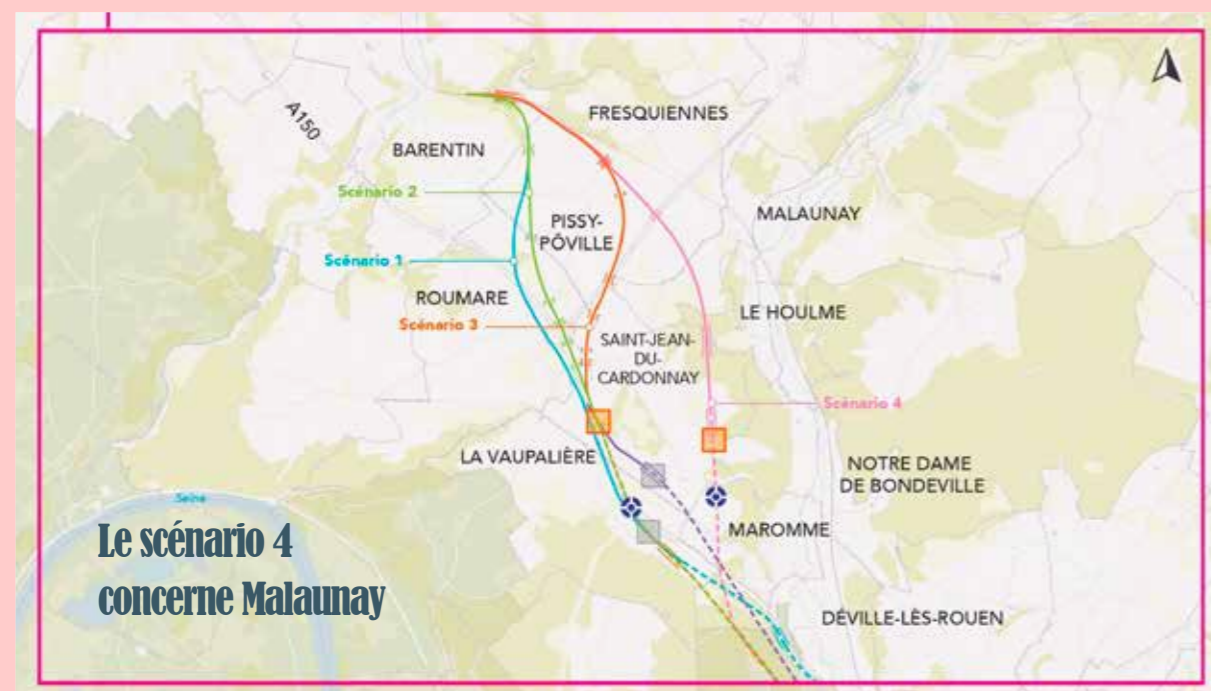 A150
FRESQUIENNES
BARENTIN
Scénario 2
MALAUNAY
PISSY-
PÔVILLE
Scénario 1
ROUMARE
LE HOULME
Scénario 3
SAINT-JEAN-
DU-
CARDONNAY
Scénario 4
LA VAUPALIÈRE
NOTRE DAME
DE BONDEVILLE
Seine
MAROMME
Le scénario 4
concerne Malaunay
DÉVILLE-LÈS-ROUEN